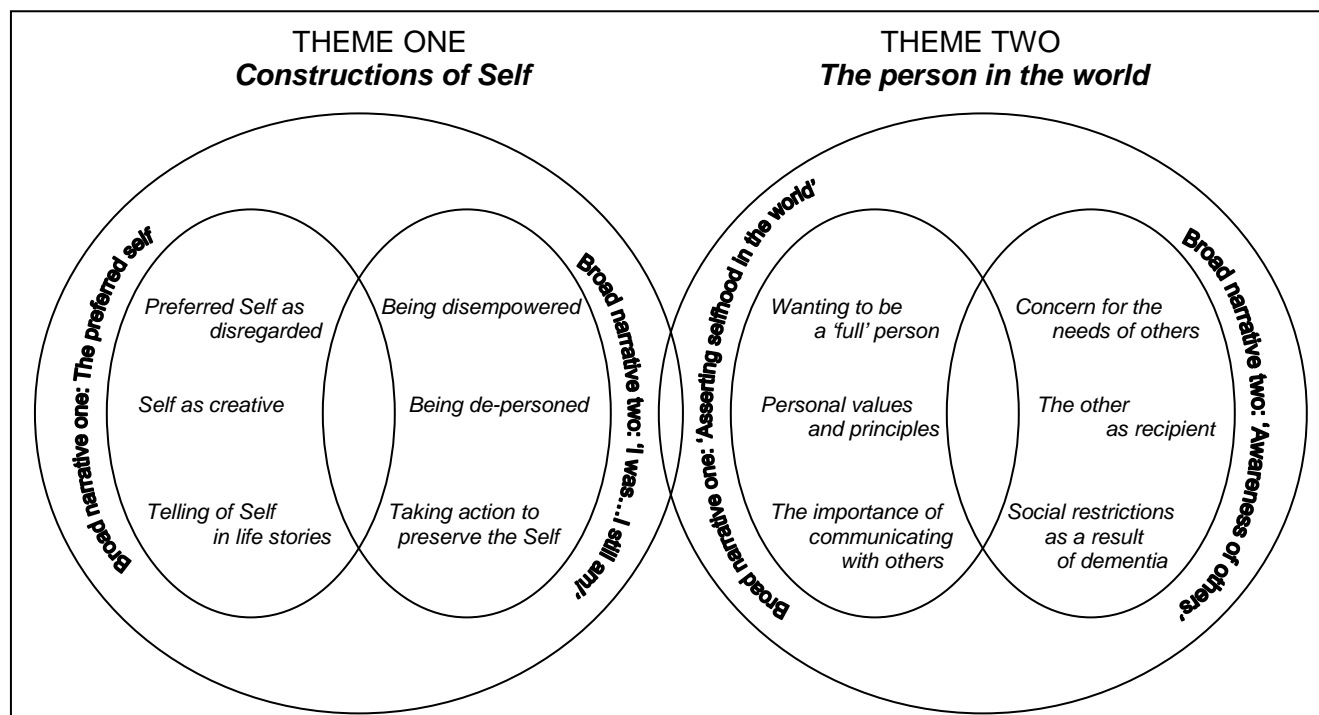 THEME ONE
Constructions of Self
THEME TWO
The person in the world
Broad narrative one: The preferred self
Preferred Self as
disregarded
Self as creative
Telling of Self
in life stories
Being disempowered
Being de-personed
Taking action to
preserve the Self
Broad narrative two: ‘I was…I still am!’
Broad narrative one: ‘Asserting selfhood in the world’
Wanting to be
a ‘full’ person
Personal values
and principles
The importance of
communicating
with others
Concern for the
needs of others
The other
as recipient
Social restrictions
as a result
of dementia
Broad narrative two: ‘Awareness of others’